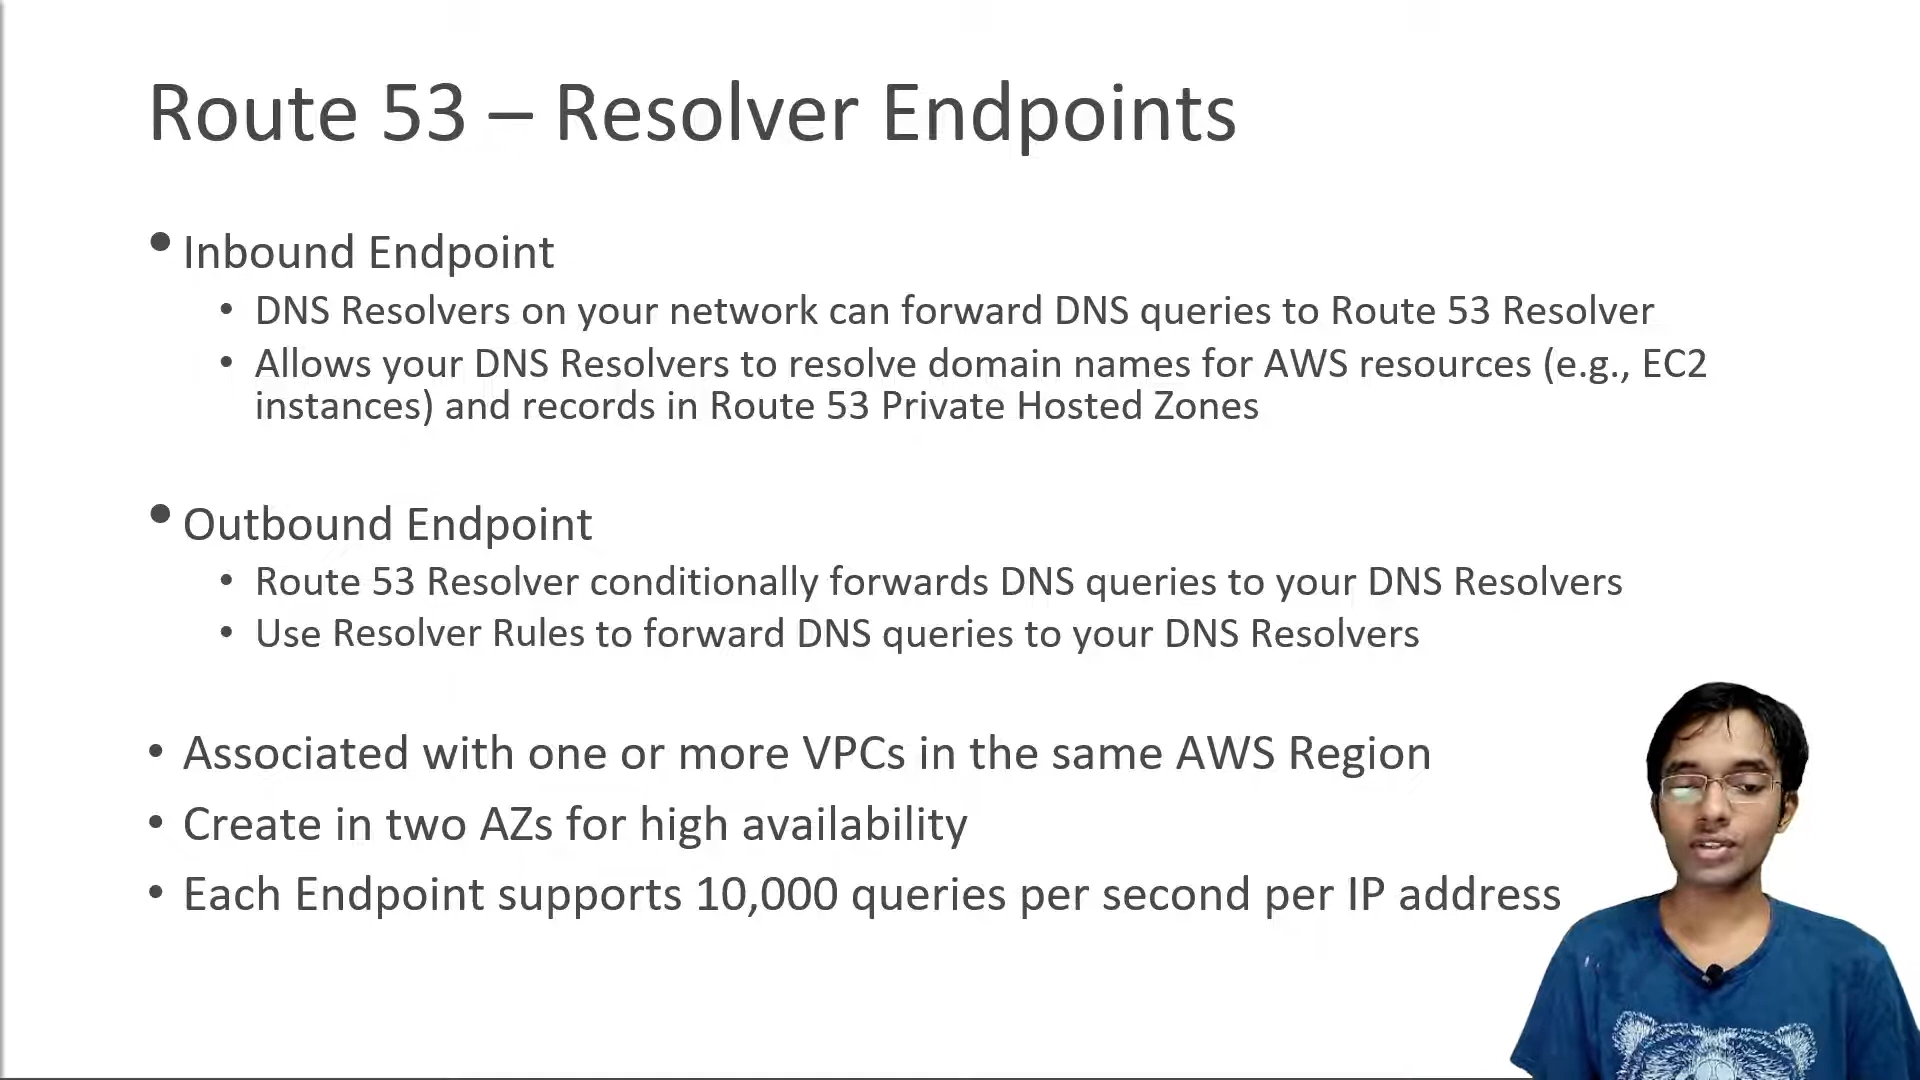 Route 53 – Resolver Endpoints
• Inbound Endpoint
• DNS Resolvers on your network can forward DNS queries to Route 53 Resolver
• Allows your DNS Resolvers to resolve domain names for AWS resources (e.g., EC2
instances) and records in Route 53 Private Hosted Zones
• Outbound Endpoint
• Route 53 Resolver conditionally forwards DNS queries to your DNS Resolvers
• Use Resolver Rules to forward DNS queries to your DNS Resolvers
• Associated with one or more VPCs in the same AWS Region
• Create in two AZs for high availability
• Each Endpoint supports 10,000 queries per second per IP address